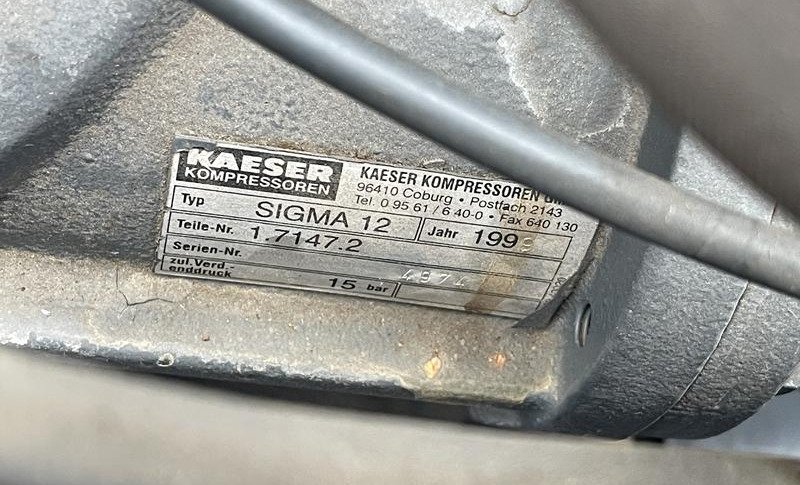 KAESER
KOMPRESSOREN
KAESER KOMPRESSOREN
96410 Coburg • Postfach 2143
Tel. 0 95 61 / 6 40-0 • Fax 640 130
Typ SIGMA 12 Jahr 199
Teile-Nr. 1.7147.2
Serien-Nr.
zul.Verd.-
enddruck 15 bar